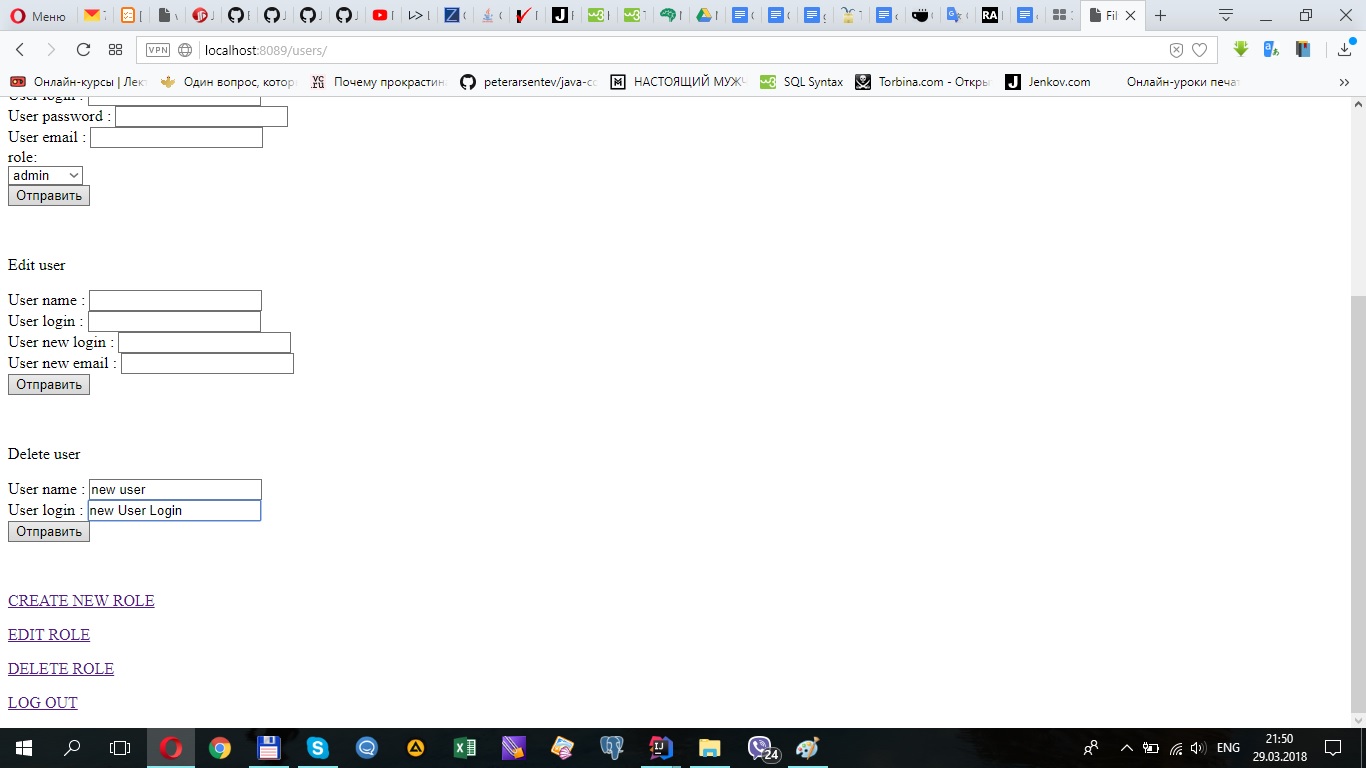 Меню
Fil
VPN localhost:8089/users/
Онлайн-курсы | Лек
Один вопрос, котор
Почему прокрастин
peterarsentev/java-co
НАСТОЯЩИЙ МУЖЧ
SQL Syntax
Torbina.com - Откры
Jenkov.com
Онлайн-уроки печат
User login :
User password :
User email :
role:
admin
Отправить
Edit user
User name :
User login :
User new login :
User new email :
Отправить
Delete user
User name : new user
User login : new User Login
Отправить
CREATE NEW ROLE
EDIT ROLE
DELETE ROLE
LOG OUT
24
ENG
21:50
29.03.2018